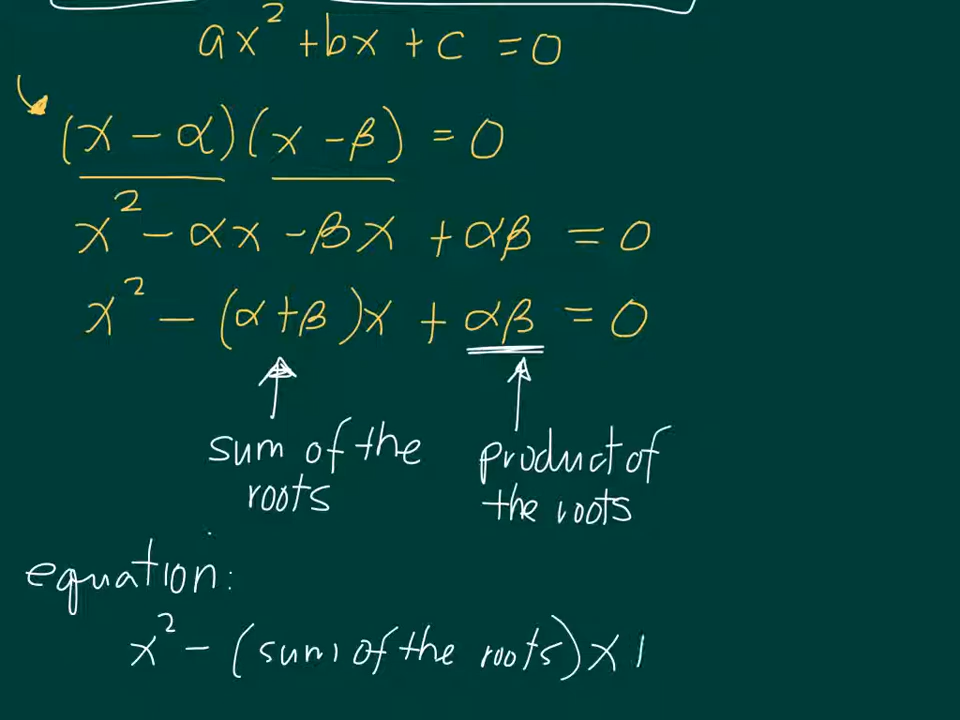 ax² + bx + c = 0
(x - α)(x - β) = 0
x² - αx - βx + αβ = 0
x² - (α + β)x + αβ = 0
sum of the roots
product of the roots
equation:
x² - (sum of the roots) x